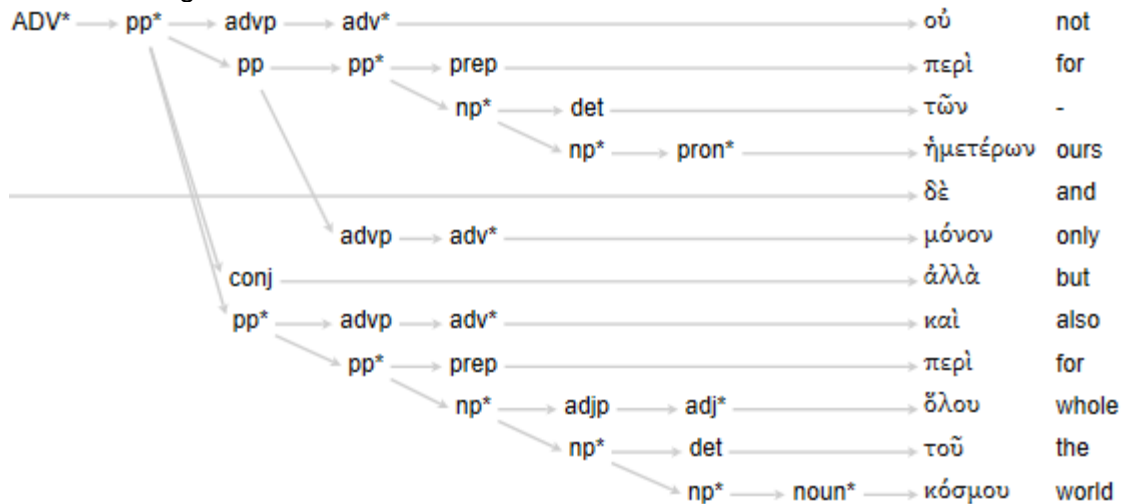 ADV* pp* advp adv* οὐ not
pp pp* prep περὶ for
np* det τῶν -
np* pron* ἡμετέρων ours
δὲ and
advp adv* μόνον only
conj ἀλλὰ but
pp* advp adv* καὶ also
pp* prep περὶ for
np* adjp adj* ὅλου whole
np* det τοῦ the
np* noun* κόσμου world